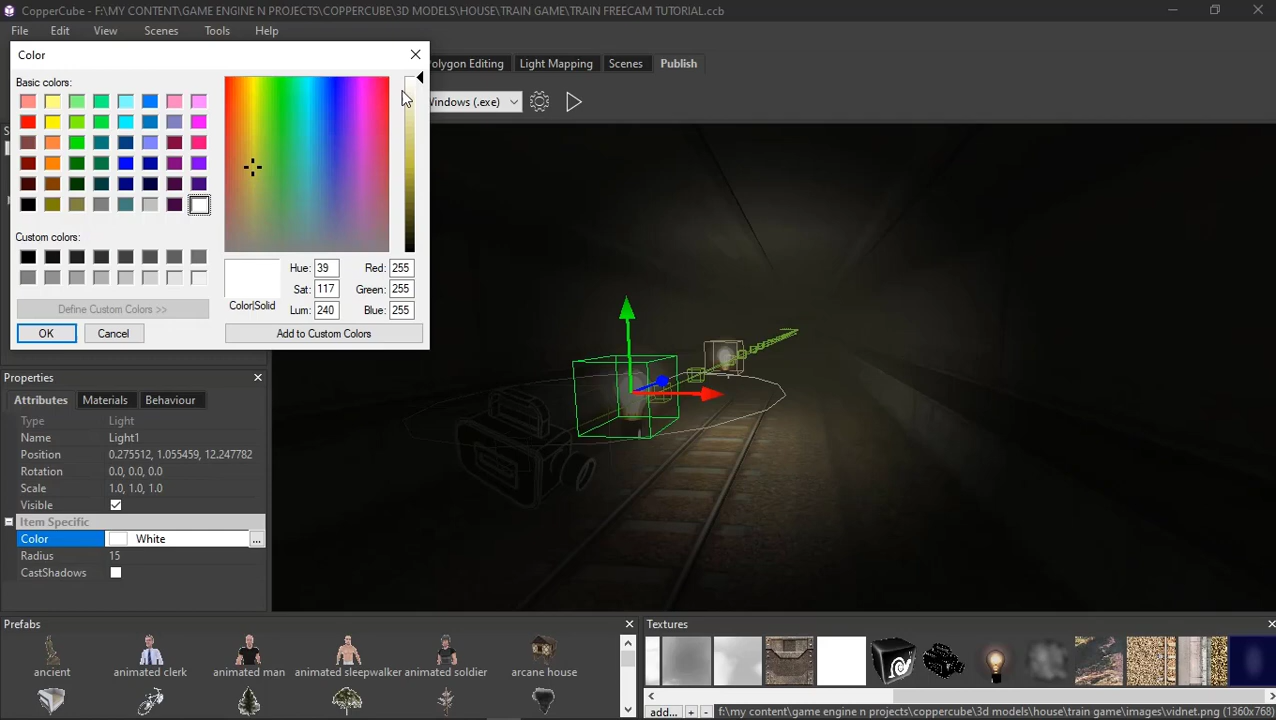 CopperCube - F:\MY CONTENT\GAME ENGINE N PROJECTS\COPPERCUBE\3D MODELS\HOUSE\TRAIN GAME\TRAIN FREECAM TUTORIAL.ccb
File Edit View Scenes Tools Help
Color
Polygon Editing Light Mapping Scenes Publish
Basic colors:
Windows (.exe)
Custom colors:
Hue: 39 Red: 255
Sat: 117 Green: 255
Color|Solid Lum: 240 Blue: 255
Define Custom Colors >>
OK Cancel Add to Custom Colors
Properties
Attributes Materials Behaviour
Type Light
Name Light1
Position 0.275512, 1.055459, 12.247782
Rotation 0.0, 0.0, 0.0
Scale 1.0, 1.0, 1.0
Visible
Item Specific
Color White ...
Radius 15
CastShadows
Prefabs Textures
ancient animated clerk animated man animated sleepwalker animated soldier arcane house
add... + - f:\my content\game engine n projects\coppercube\3d models\house\train game\images\vidnet.png (1360x768)